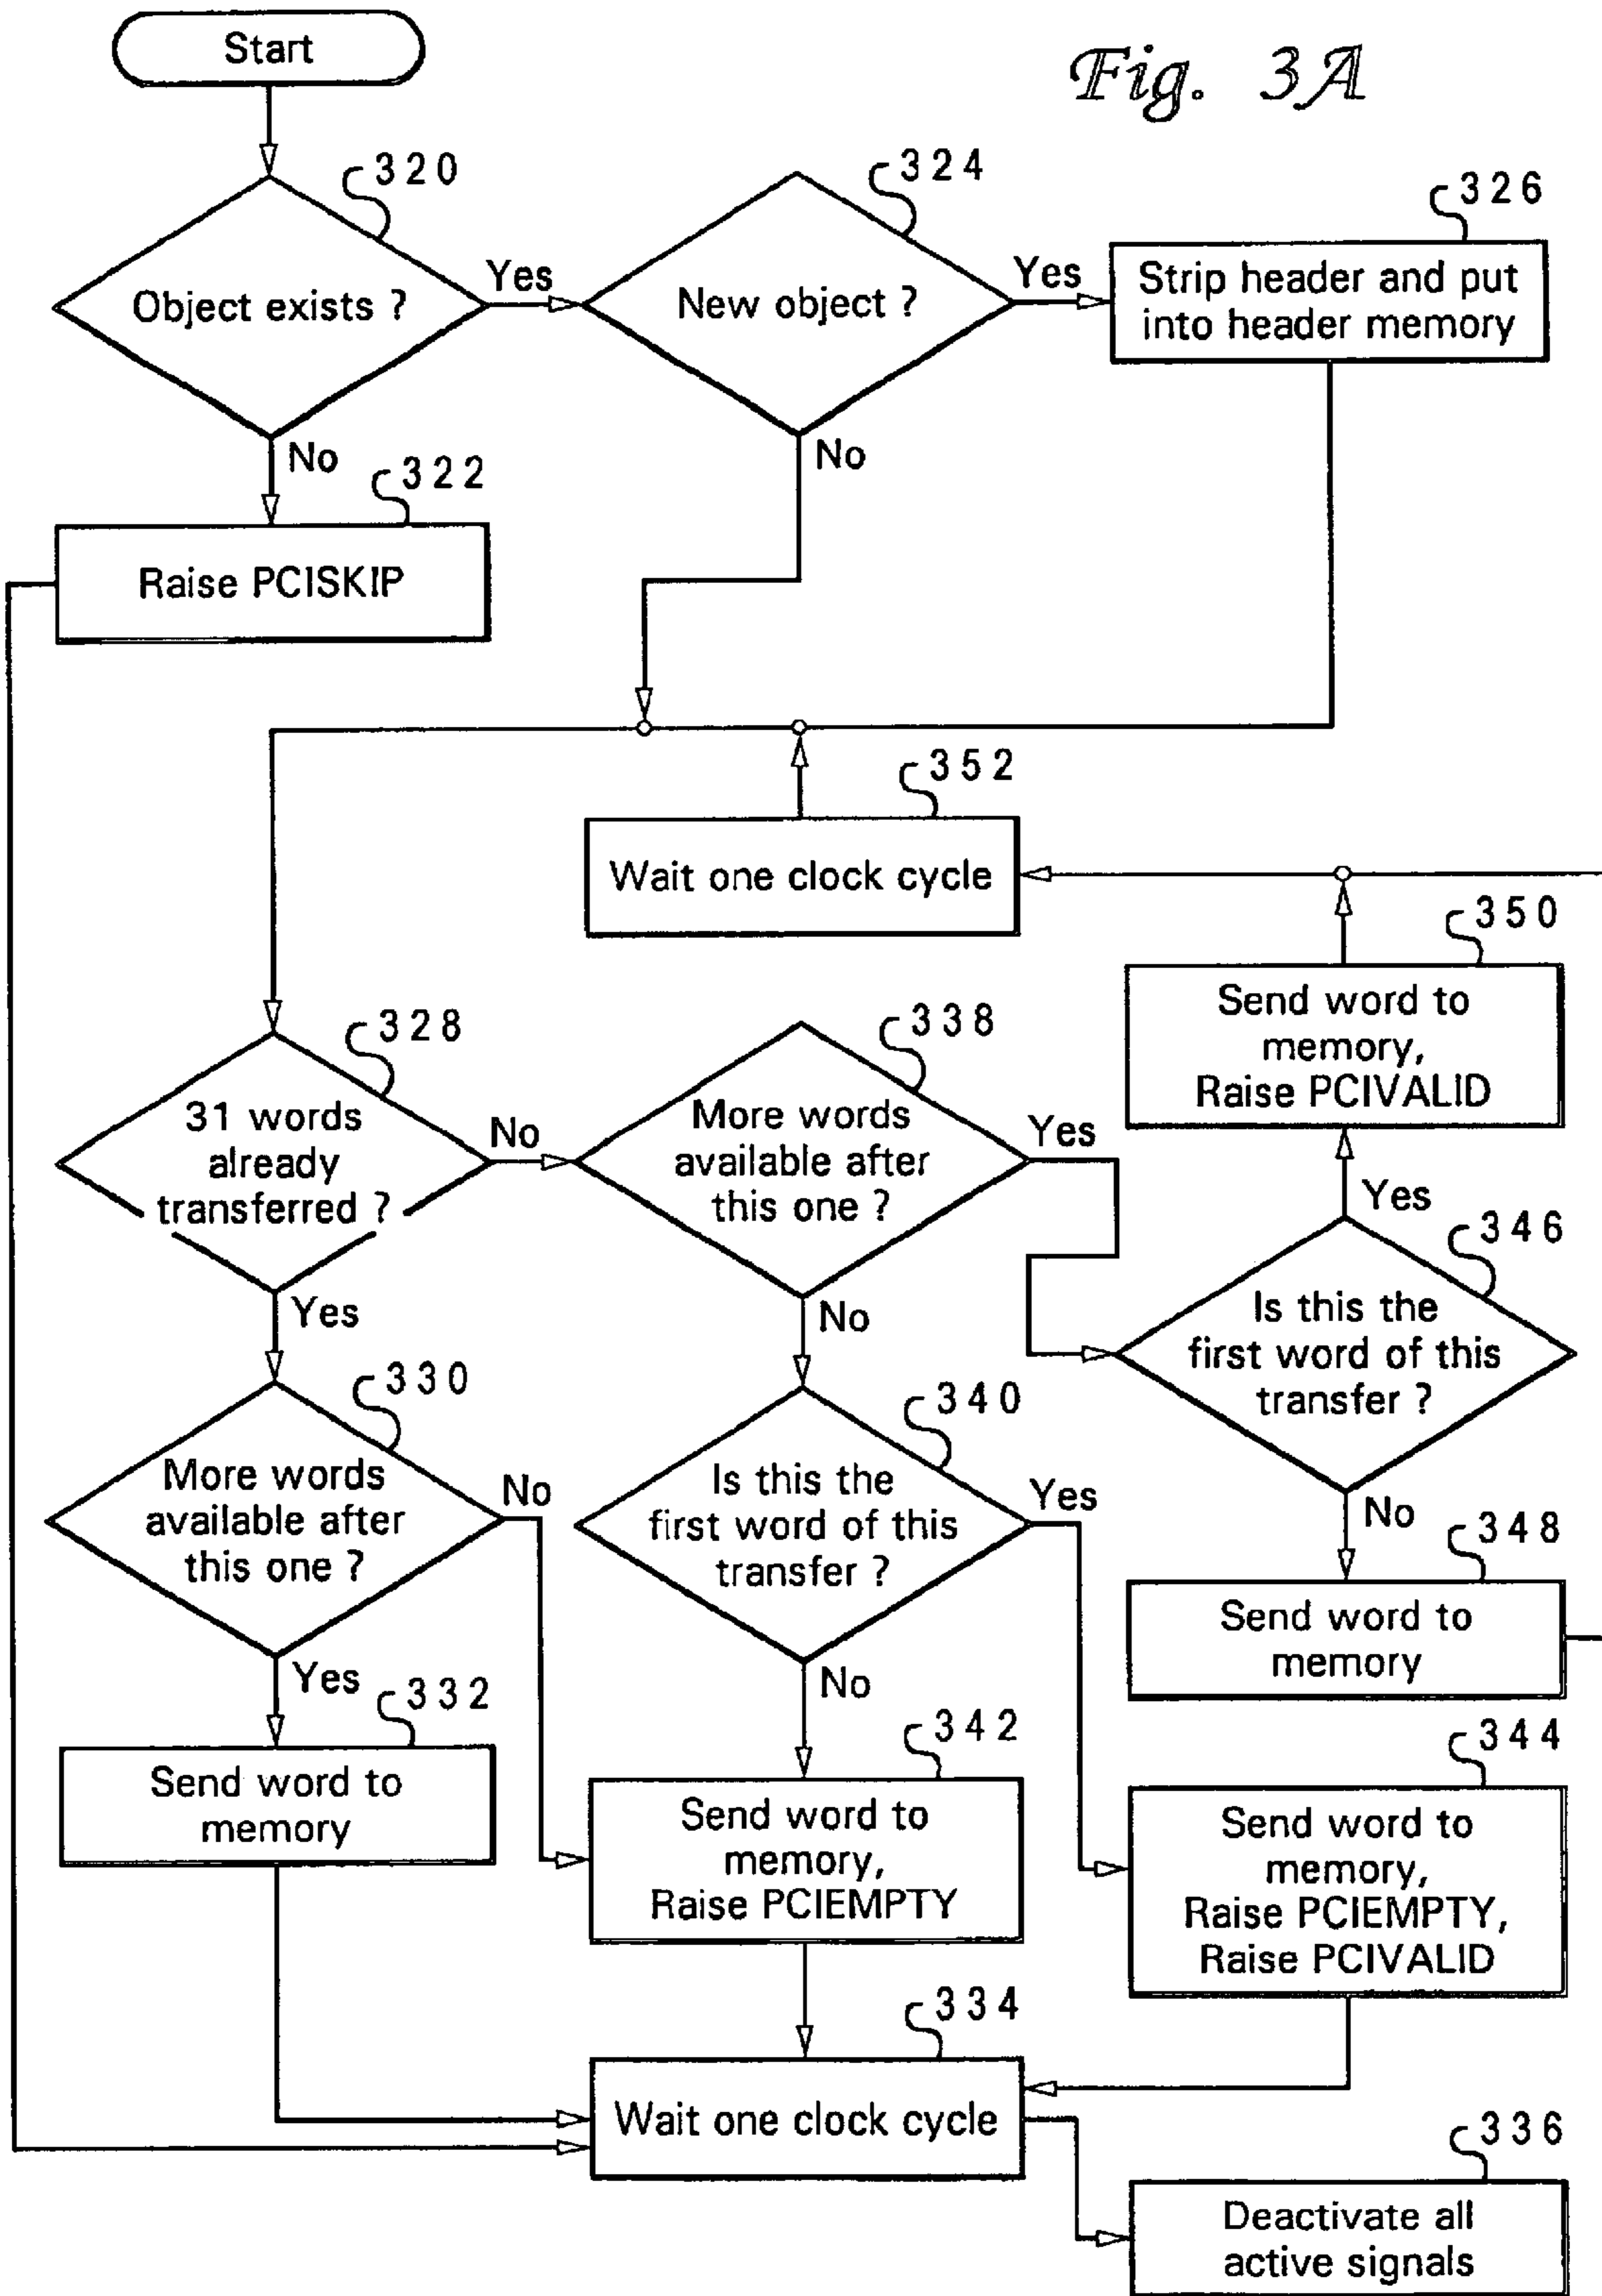 Fig. 3A
Start
320
Object exists ?
Yes
324
New object ?
Yes
326
Strip header and put
into header memory
No
322
Raise PCISKIP
No
352
Wait one clock cycle
350
Send word to
memory,
Raise PCIVALID
328
31 words
already
transferred ?
No
338
More words
available after
this one ?
Yes
Yes
346
Is this the
first word of this
transfer ?
Yes
330
More words
available after
this one ?
No
No
340
Is this the
first word of this
transfer ?
Yes
No
348
Send word to
memory
Yes
332
Send word to
memory
No
342
Send word to
memory,
Raise PCIEMPTY
344
Send word to
memory,
Raise PCIEMPTY,
Raise PCIVALID
334
Wait one clock cycle
336
Deactivate all
active signals